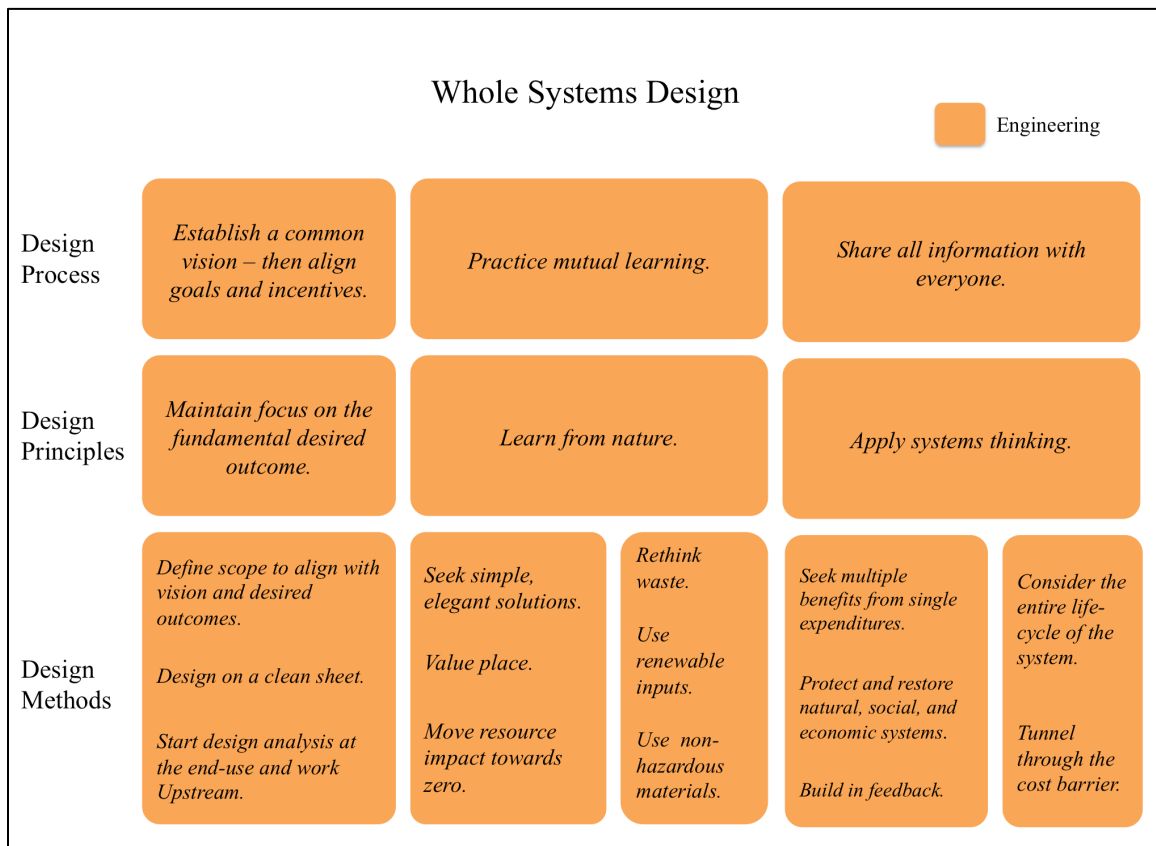 Whole Systems Design
Engineering
Design
Process
Establish a common
vision – then align
goals and incentives.
Practice mutual learning.
Share all information with
everyone.
Design
Principles
Maintain focus on the
fundamental desired
outcome.
Learn from nature.
Apply systems thinking.
Design
Methods
Define scope to align with
vision and desired
outcomes.
Design on a clean sheet.
Start design analysis at
the end-use and work
Upstream.
Seek simple,
elegant solutions.
Value place.
Move resource
impact towards
zero.
Rethink
waste.
Use
renewable
inputs.
Use non-
hazardous
materials.
Seek multiple
benefits from single
expenditures.
Protect and restore
natural, social, and
economic systems.
Build in feedback.
Consider the
entire life-
cycle of the
system.
Tunnel
through the
cost barrier.